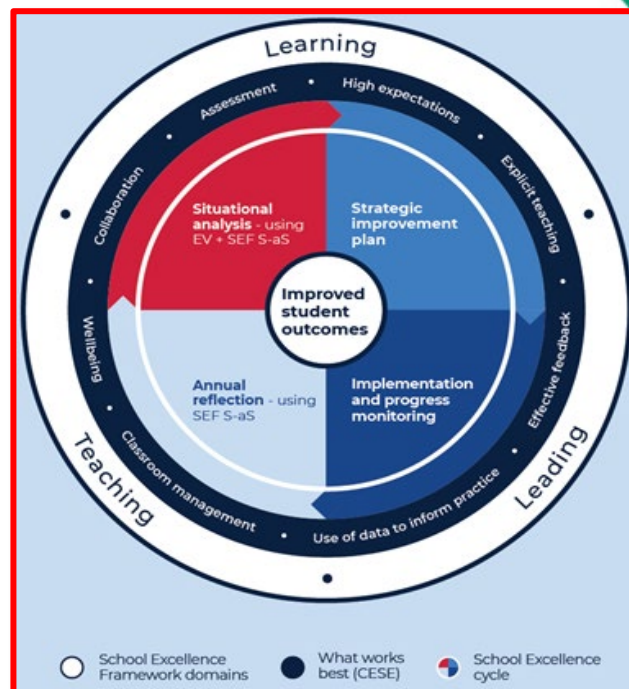 Learning
Assessment
High expectations
Collaboration
Explicit teaching
Situational
analysis - using
EV + SEF S-aS
Strategic
improvement
plan
Improved
student
outcomes
Wellbeing
Effective feedback
Annual
reflection - using
SEF S-aS
Implementation
and progress
monitoring
Classroom management
Use of data to inform practice
Teaching
Leading
School Excellence
Framework domains
What works
best (CESE)
School Excellence
cycle